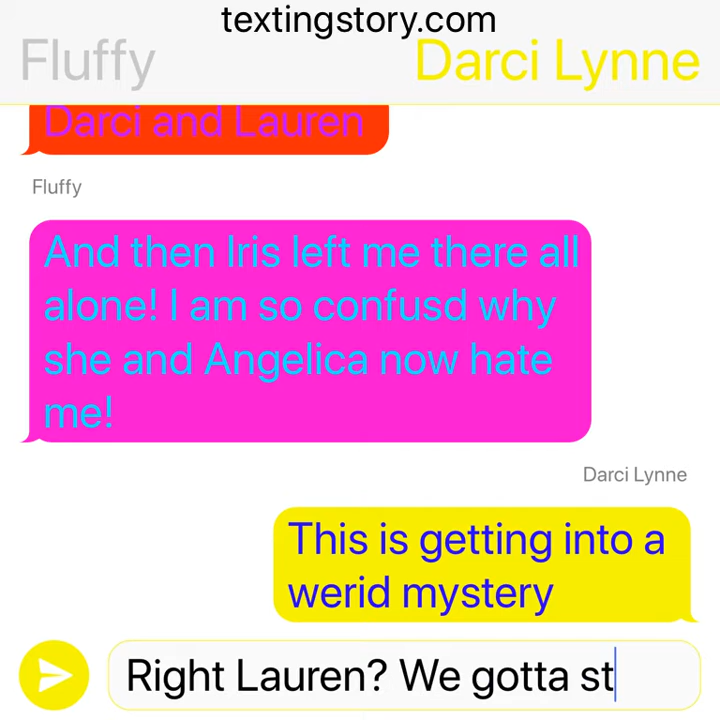 textingstory.com
Fluffy
Darci Lynne
Darci and Lauren
Fluffy
And then Iris left me there all
alone! I am so confusd why
she and Angelica now hate
me!
Darci Lynne
This is getting into a
werid mystery
Right Lauren? We gotta st